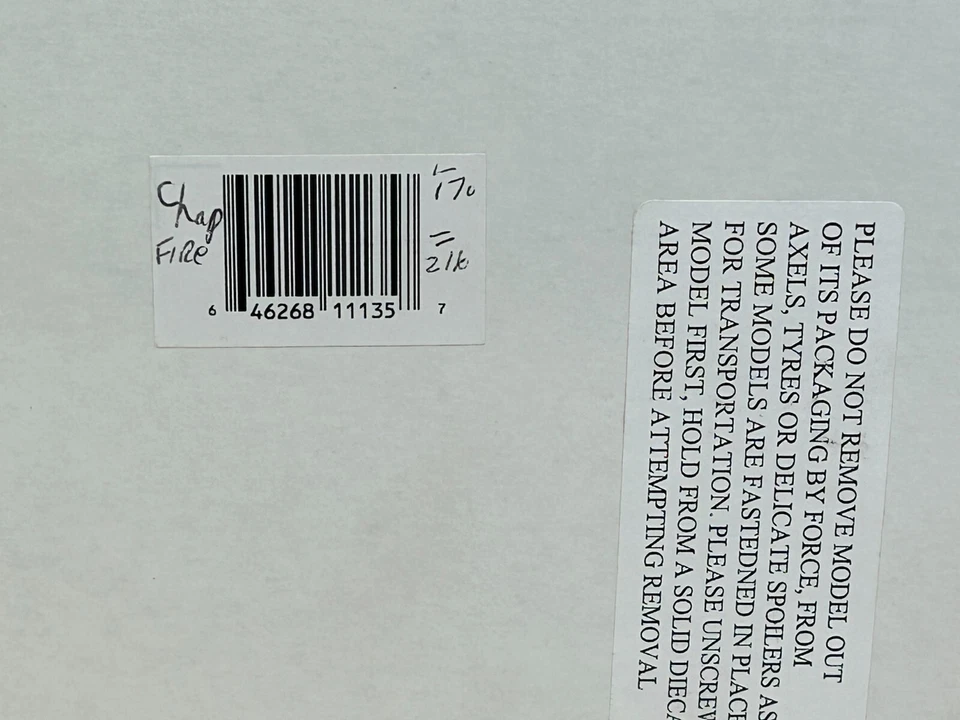 Chap
FIRE
170
=
216
6 46268 11135 7
PLEASE DO NOT REMOVE MODEL OUT
OF ITS PACKAGING BY FORCE, FROM
AXELS, TYRES OR DELICATE SPOILERS AS
SOME MODELS ARE FASTEDNED IN PLACE
FOR TRANSPORTATION. PLEASE UNSCREW
MODEL FIRST, HOLD FROM A SOLID DIECA
AREA BEFORE ATTEMPTING REMOVAL